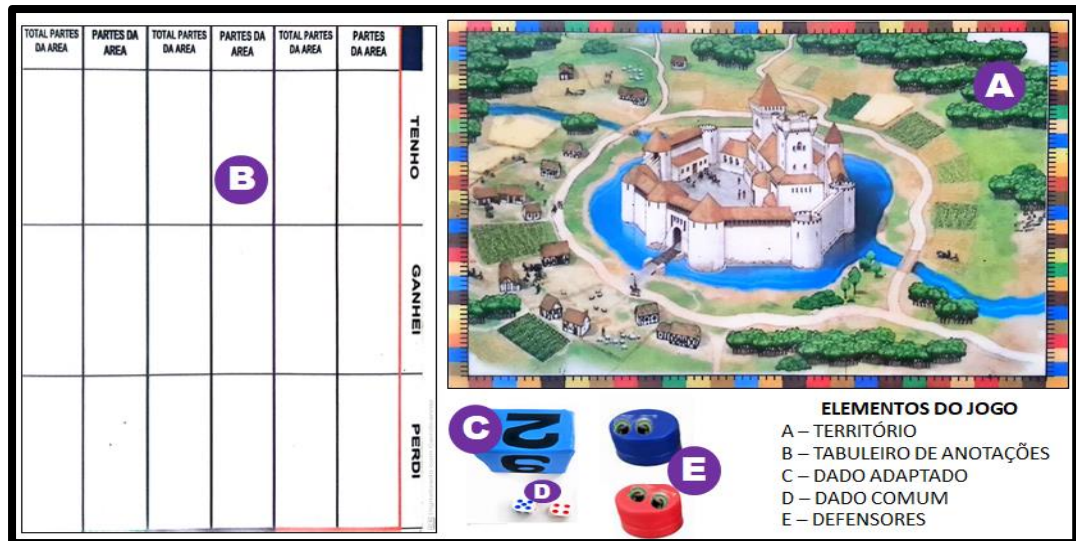 TOTAL PARTES
DA AREA
PARTES DA
AREA
TOTAL PARTES
DA AREA
PARTES DA
AREA
TOTAL PARTES
DA AREA
PARTES
DA AREA
TENHO
GANHEI
PERDI
B
A
C
26
D
E
ELEMENTOS DO JOGO
A – TERRITÓRIO
B – TABULEIRO DE ANOTAÇÕES
C – DADO ADAPTADO
D – DADO COMUM
E – DEFENSORES